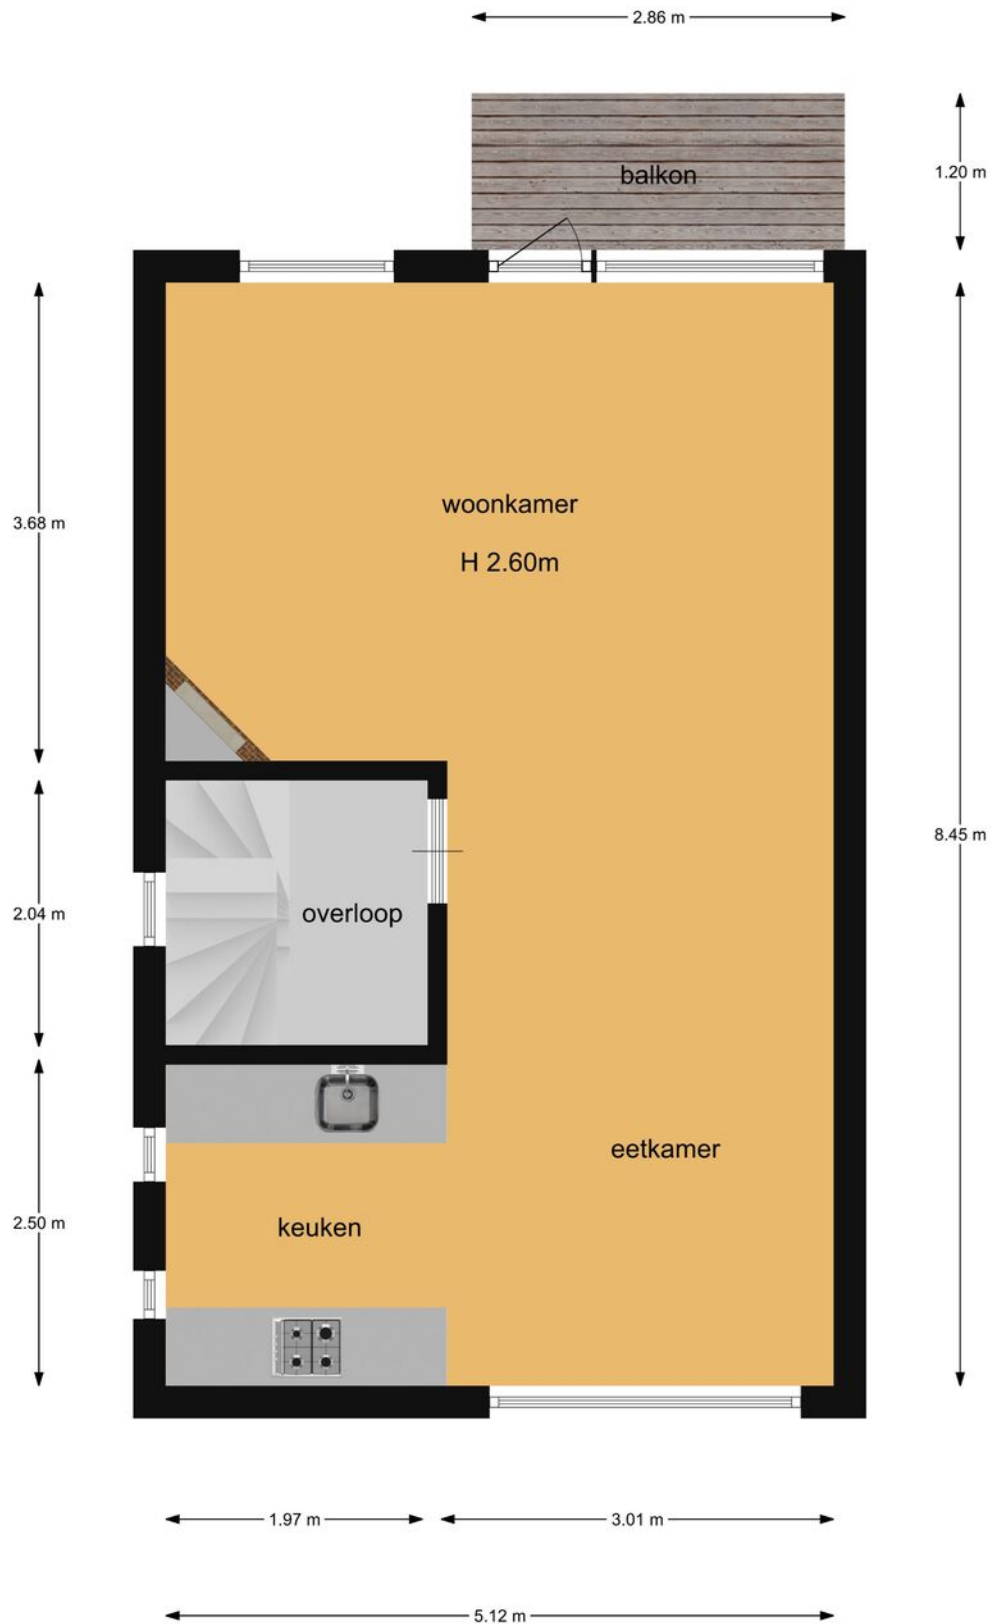 2.86 m
balkon
1.20 m
woonkamer
H 2.60m
3.68 m
8.45 m
overloop
2.04 m
eetkamer
keuken
2.50 m
1.97 m
3.01 m
5.12 m